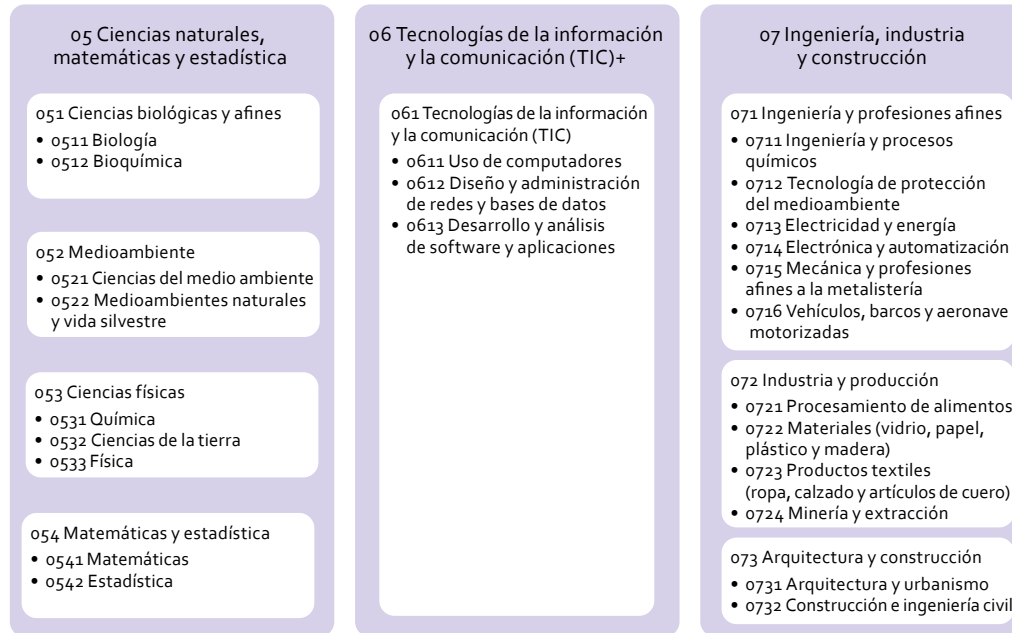 05 Ciencias naturales,
matemáticas y estadística
051 Ciencias biológicas y afines
• 0511 Biología
• 0512 Bioquímica
052 Medioambiente
• 0521 Ciencias del medio ambiente
• 0522 Medioambientes naturales
y vida silvestre
053 Ciencias físicas
• 0531 Química
• 0532 Ciencias de la tierra
• 0533 Física
054 Matemáticas y estadística
• 0541 Matemáticas
• 0542 Estadística
06 Tecnologías de la información
y la comunicación (TIC)+
061 Tecnologías de la información
y la comunicación (TIC)
• 0611 Uso de computadores
• 0612 Diseño y administración
de redes y bases de datos
• 0613 Desarrollo y análisis
de software y aplicaciones
07 Ingeniería, industria
y construcción
071 Ingeniería y profesiones afines
• 0711 Ingeniería y procesos
químicos
• 0712 Tecnología de protección
del medioambiente
• 0713 Electricidad y energía
• 0714 Electrónica y automatización
• 0715 Mecánica y profesiones
afines a la metalistería
• 0716 Vehículos, barcos y aeronave
motorizadas
072 Industria y producción
• 0721 Procesamiento de alimentos
• 0722 Materiales (vidrio, papel,
plástico y madera)
• 0723 Productos textiles
(ropa, calzado y artículos de cuero)
• 0724 Minería y extracción
073 Arquitectura y construcción
• 0731 Arquitectura y urbanismo
• 0732 Construcción e ingeniería civil